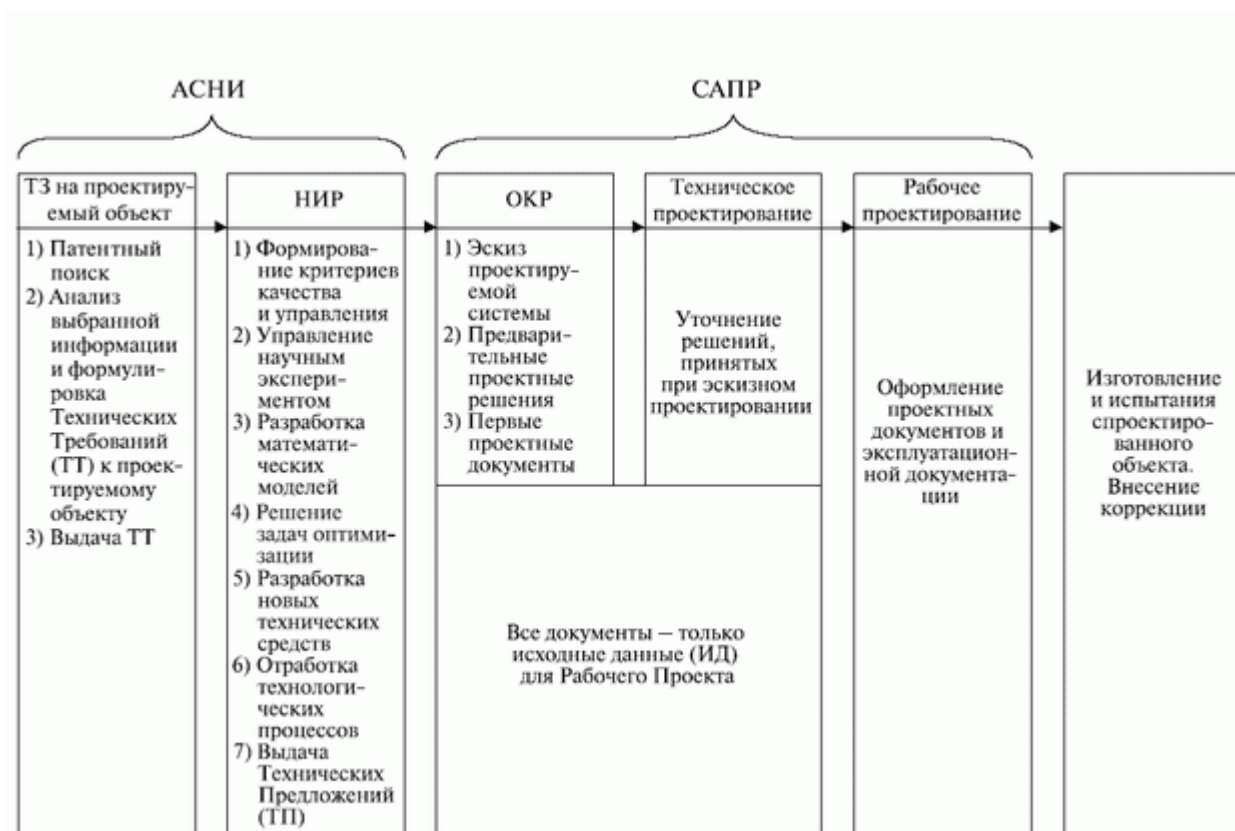 АСНИ
САПР
ТЗ на проектиру-
емый объект
1) Патентный
поиск
2) Анализ
выбранной
информации
и формули-
ровка
Технических
Требований
(ТТ) к проек-
тируемому
объекту
3) Выдача ТТ
НИР
1) Формирова-
ние критериев
качества
и управления
2) Управление
научным
экспери-
ментом
3) Разработка
математи-
ческих
моделей
4) Решение
задач оптими-
зации
5) Разработка
новых
технических
средств
6) Отработка
технологи-
ческих
процессов
7) Выдача
Технических
Предложений
(ТП)
ОКР
1) Эскиз
проектиру-
емой
системы
2) Предвари-
тельные
проектные
решения
3) Первые
проектные
документы
Техническое
проектирование
Уточнение
решений,
принятых
при эскизном
проектировании
Все документы – только
исходные данные (ИД)
для Рабочего Проекта
Рабочее
проектирование
Оформление
проектных
документов и
эксплуатацион-
ной документа-
ции
Изготовление
и испытания
спроектиро-
ванного
объекта.
Внесение
коррекции